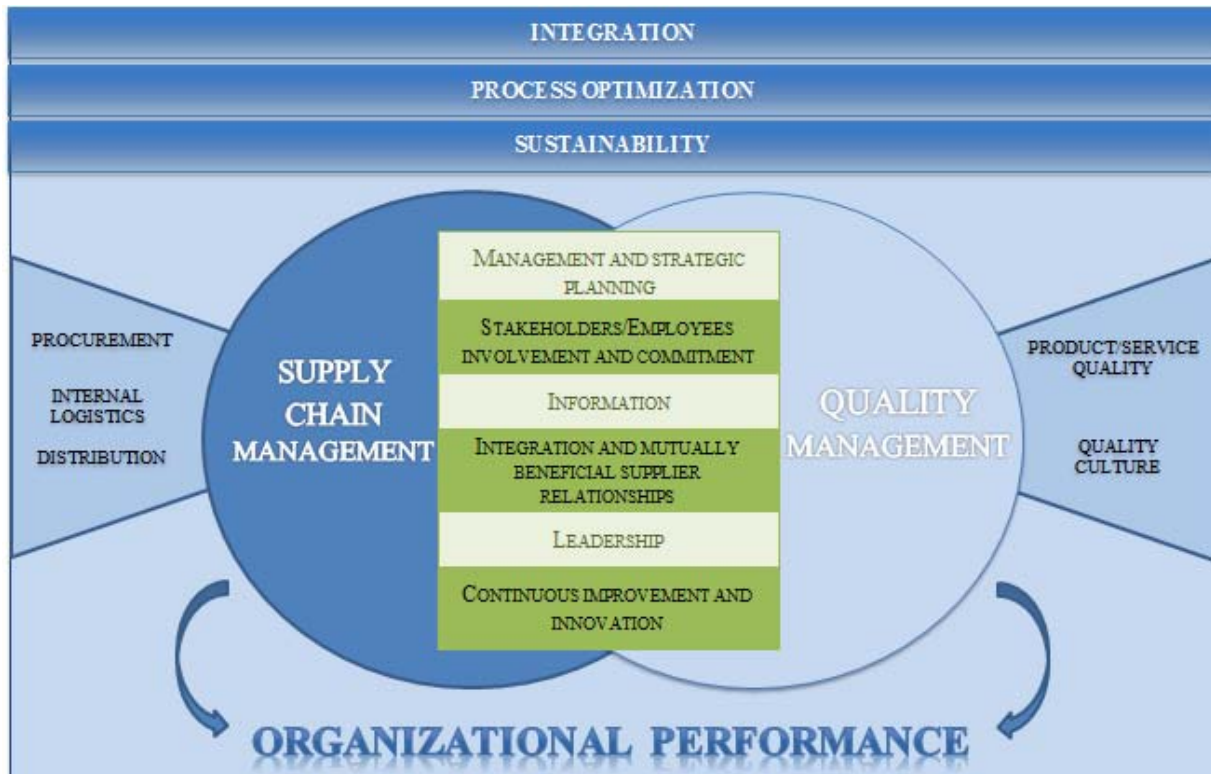 INTEGRATION
PROCESS OPTIMIZATION
SUSTAINABILITY
PROCUREMENT
INTERNAL
LOGISTICS
DISTRIBUTION
SUPPLY
CHAIN
MANAGEMENT
MANAGEMENT AND STRATEGIC
PLANNING
STAKEHOLDERS/EMPLOYEES
INVOLVEMENT AND COMMITMENT
INFORMATION
INTEGRATION AND MUTUALLY
BENEFICIAL SUPPLIER
RELATIONSHIPS
LEADERSHIP
CONTINUOUS IMPROVEMENT AND
INNOVATION
QUALITY
MANAGEMENT
PRODUCT/SERVICE
QUALITY
QUALITY
CULTURE
ORGANIZATIONAL PERFORMANCE